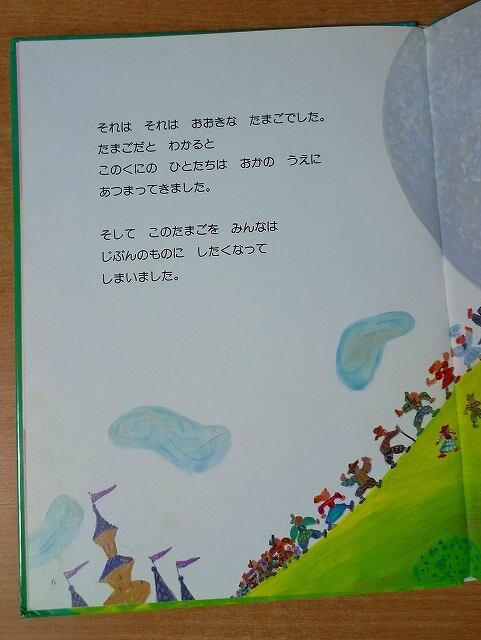 それは　それは　おおきな　たまごでした。
たまごだと　わかると
このくにの　ひとたちは　おかの　うえに
あつまってきました。
そして　このたまごを　みんなは
じぶんのものに　したくなって
しまいました。
6